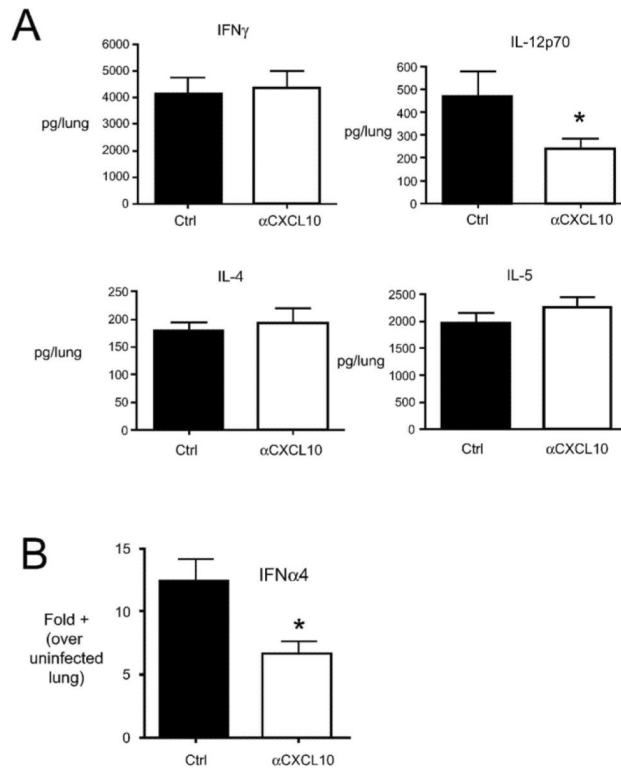 A
IFNγ
6000
5000
4000
3000
2000
1000
0
pg/lung
Ctrl
αCXCL10
IL-12p70
600
500
400
300
200
100
0
pg/lung
*
Ctrl
αCXCL10
IL-4
250
200
150
100
50
0
pg/lung
Ctrl
αCXCL10
IL-5
2500
2000
1500
1000
500
0
pg/lung
Ctrl
αCXCL10
B
IFNα4
15
10
5
0
Fold +
(over
uninfected
lung)
*
Ctrl
αCXCL10